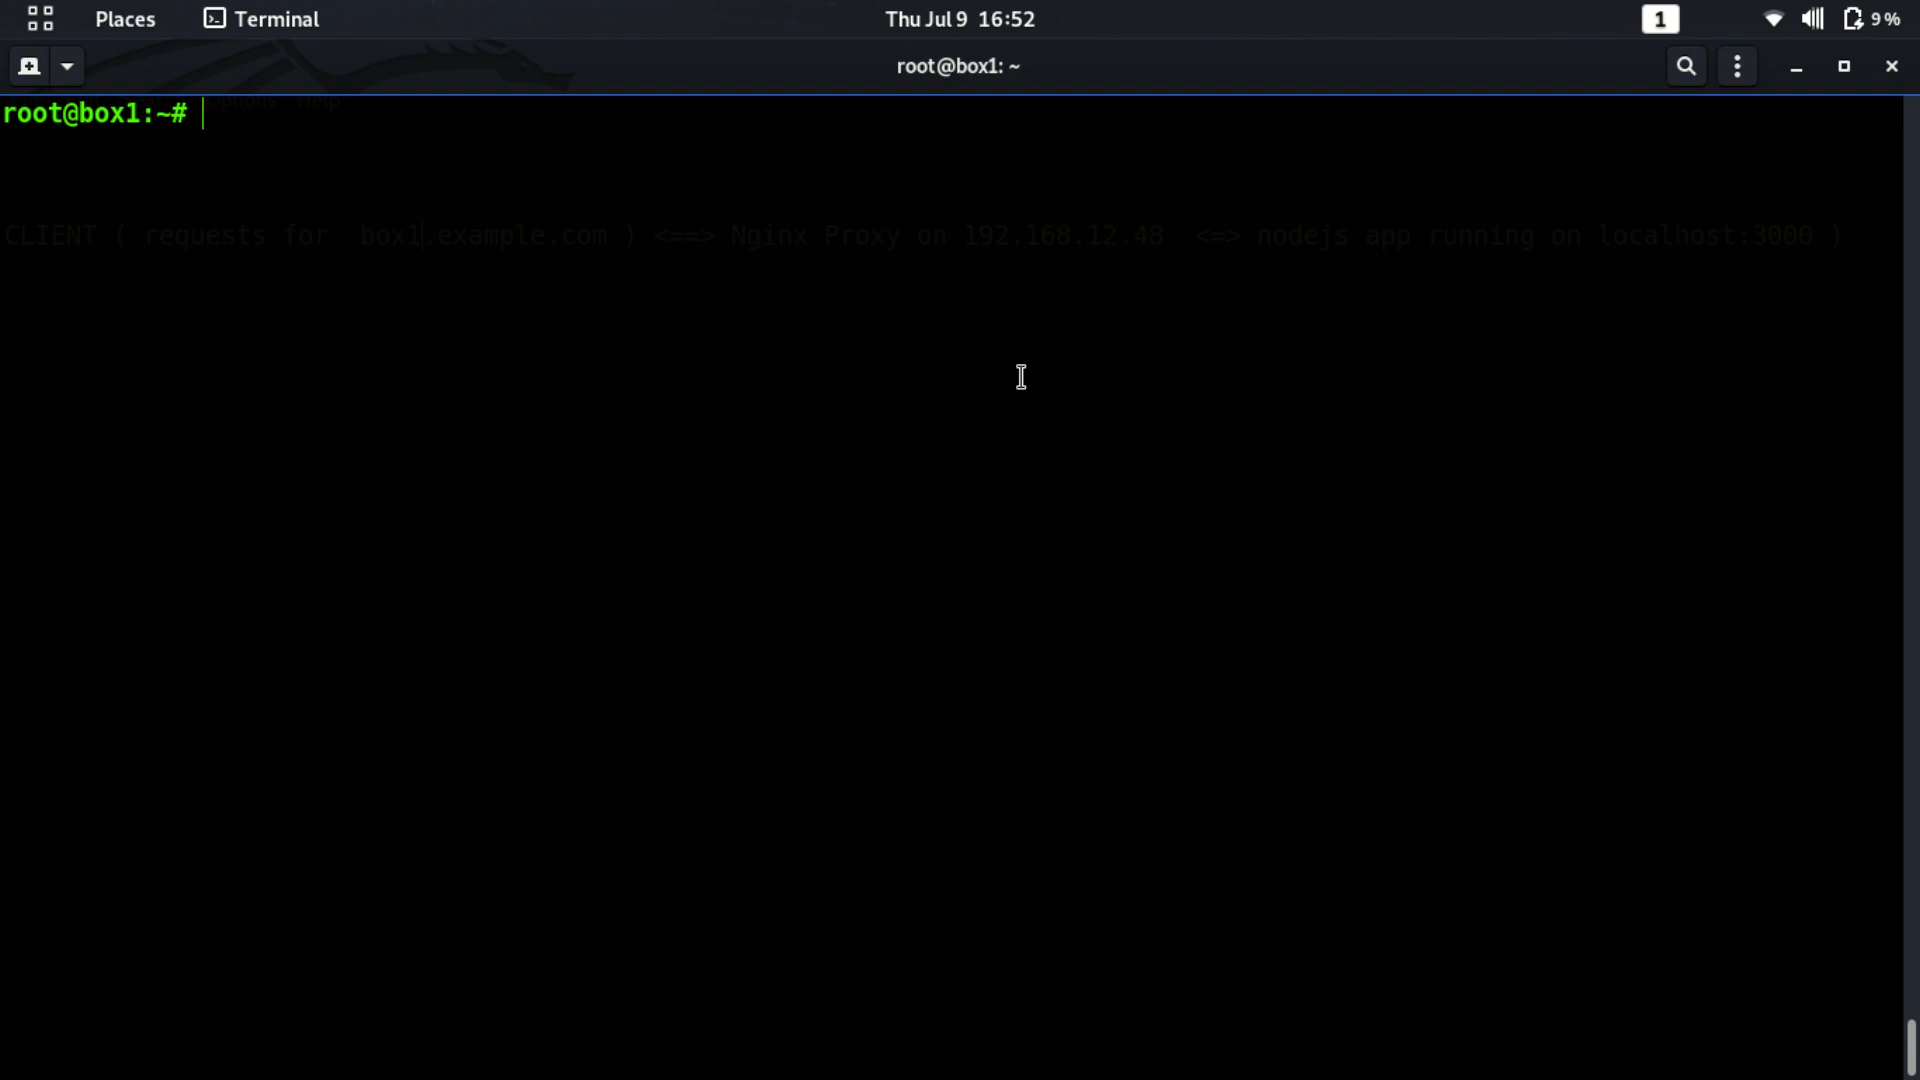 Places Terminal Thu Jul 9 16:52 1 9%
root@box1: ~
Options Help
root@box1:~#
CLIENT ( requests for box1.example.com ) <==> Nginx Proxy on 192.168.12.48 <=> nodejs app running on localhost:3000 )